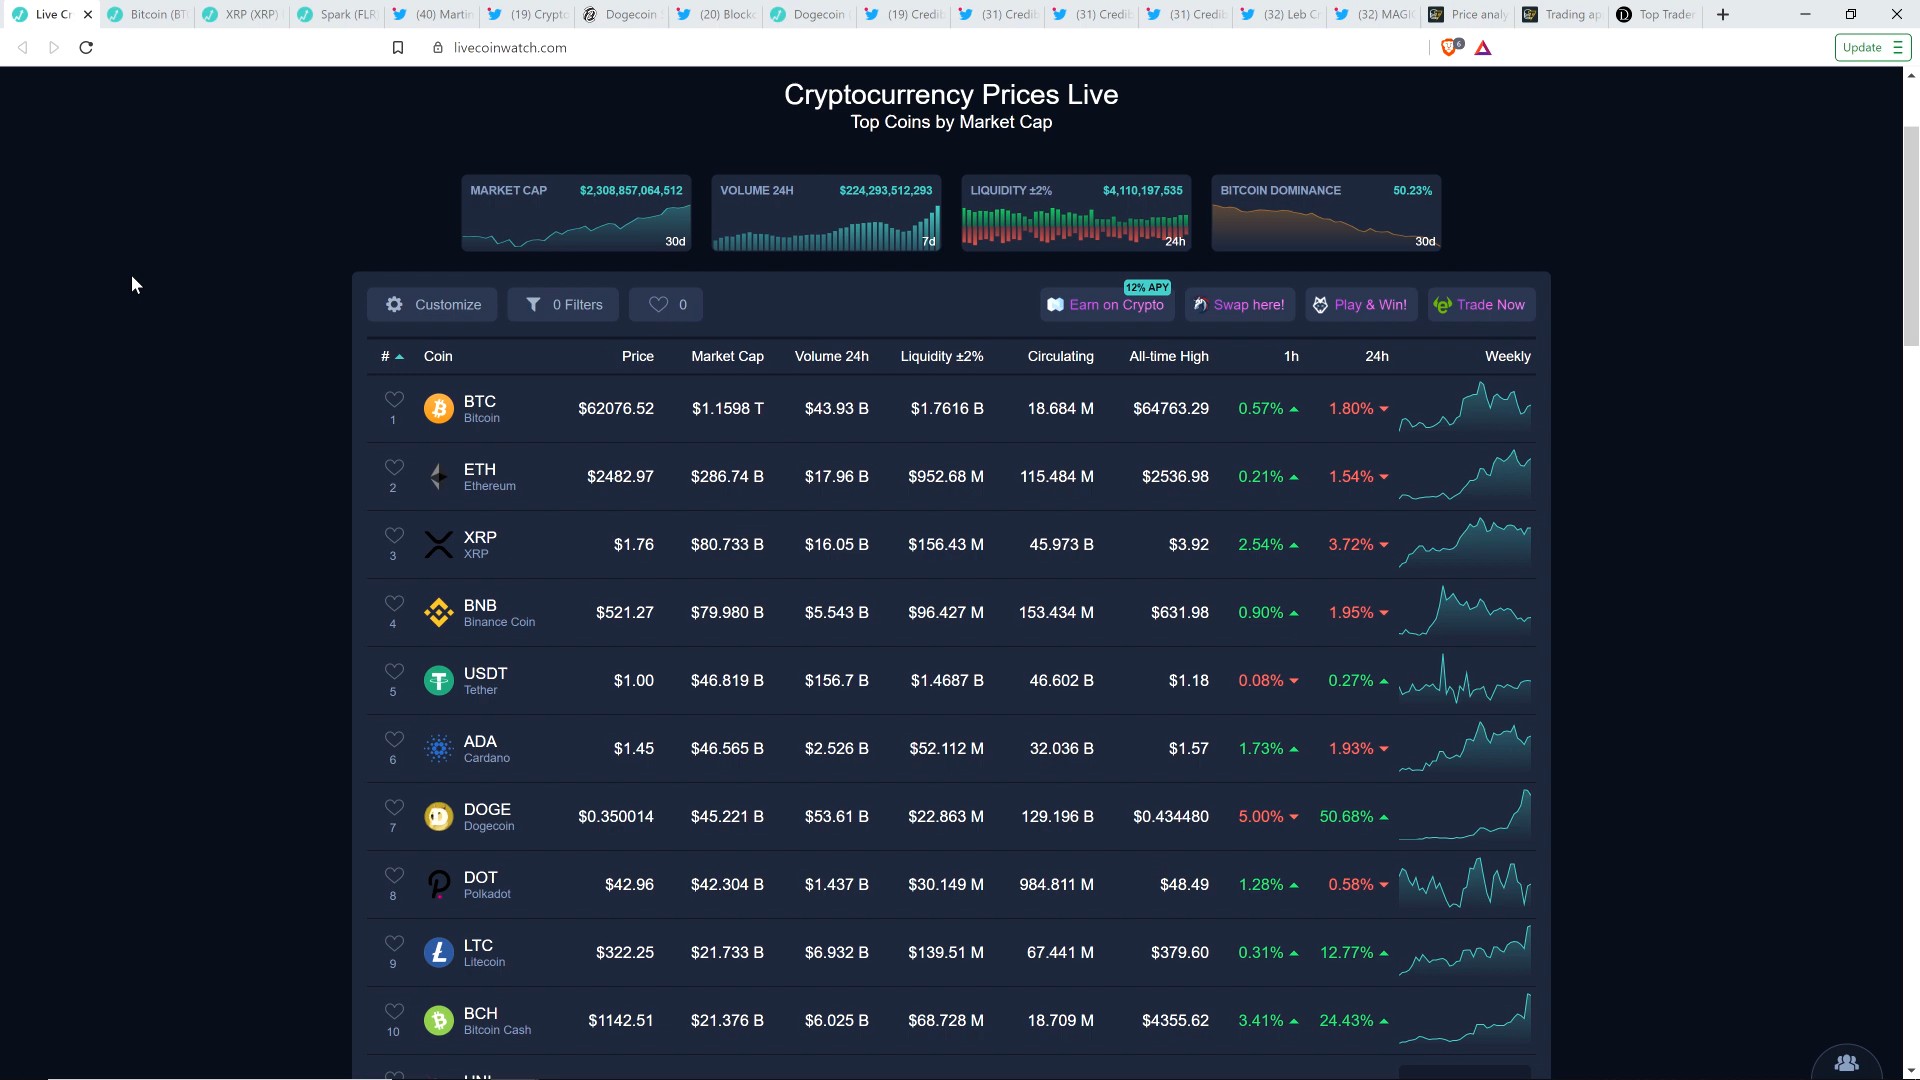 Live Cr
Bitcoin (BT
XRP (XRP)
Spark (FLR
(40) Martin
(19) Crypto
Dogecoin
(20) Blocko
Dogecoin
(19) Credib
(31) Credib
(31) Credib
(31) Credib
(32) Leb Cr
(32) MAGI
Price analy
Trading ap
Top Trader
livecoinwatch.com
6
Update
Cryptocurrency Prices Live
Top Coins by Market Cap
MARKET CAP $2,308,857,064,512
30d
VOLUME 24H $224,293,512,293
7d
LIQUIDITY ±2% $4,110,197,535
24h
BITCOIN DOMINANCE 50.23%
30d
Customize
0 Filters
0
12% APY
Earn on Crypto
Swap here!
Play & Win!
Trade Now
# Coin Price Market Cap Volume 24h Liquidity ±2% Circulating All-time High 1h 24h Weekly
1 BTC Bitcoin $62076.52 $1.1598 T $43.93 B $1.7616 B 18.684 M $64763.29 0.57% 1.80%
2 ETH Ethereum $2482.97 $286.74 B $17.96 B $952.68 M 115.484 M $2536.98 0.21% 1.54%
3 XRP XRP $1.76 $80.733 B $16.05 B $156.43 M 45.973 B $3.92 2.54% 3.72%
4 BNB Binance Coin $521.27 $79.980 B $5.543 B $96.427 M 153.434 M $631.98 0.90% 1.95%
5 USDT Tether $1.00 $46.819 B $156.7 B $1.4687 B 46.602 B $1.18 0.08% 0.27%
6 ADA Cardano $1.45 $46.565 B $2.526 B $52.112 M 32.036 B $1.57 1.73% 1.93%
7 DOGE Dogecoin $0.350014 $45.221 B $53.61 B $22.863 M 129.196 B $0.434480 5.00% 50.68%
8 DOT Polkadot $42.96 $42.304 B $1.437 B $30.149 M 984.811 M $48.49 1.28% 0.58%
9 LTC Litecoin $322.25 $21.733 B $6.932 B $139.51 M 67.441 M $379.60 0.31% 12.77%
10 BCH Bitcoin Cash $1142.51 $21.376 B $6.025 B $68.728 M 18.709 M $4355.62 3.41% 24.43%